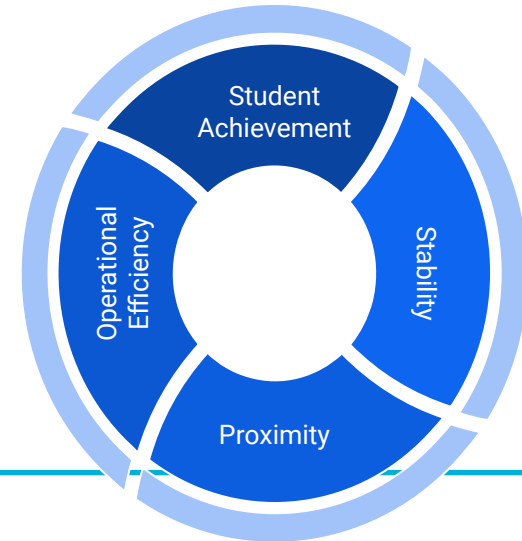 Student
Achievement
Stability
Proximity
Operational
Efficiency